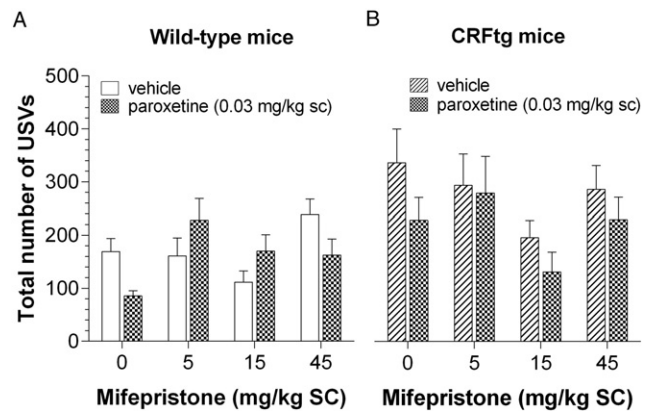 A
Wild-type mice
500
400
300
200
100
0
Total number of USVs
vehicle
paroxetine (0.03 mg/kg sc)
0 5 15 45
Mifepristone (mg/kg SC)
B
CRFtg mice
vehicle
paroxetine (0.03 mg/kg sc)
0 5 15 45
Mifepristone (mg/kg SC)